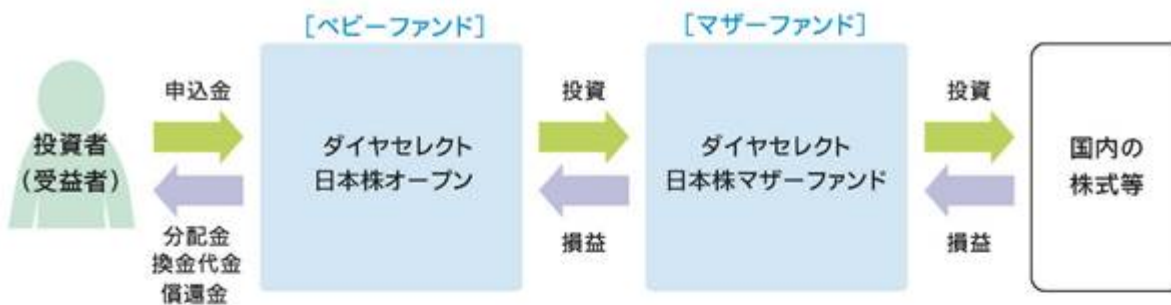 [ベビーファンド]
[マザーファンド]
申込金
投資
投資
投資者
(受益者)
ダイヤセレクト
日本株オープン
ダイヤセレクト
日本株マザーファンド
国内の
株式等
分配金
換金代金
償還金
損益
損益